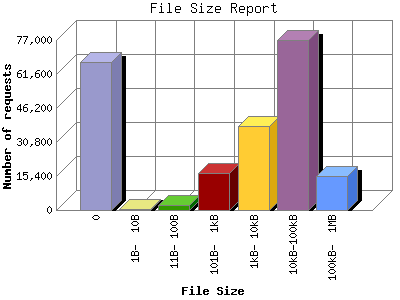 File Size Report
77,000
61,600
46,200
30,800
15,400
0
Number of requests
0
1B- 10B
11B- 100B
101B- 1kB
1kB- 10kB
10kB-100kB
100kB- 1MB
File Size